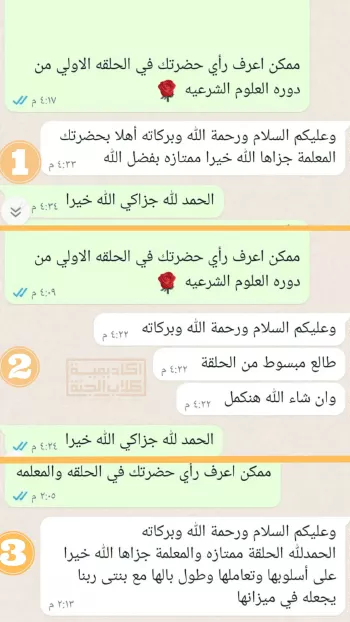 ممكن اعرف رأي حضرتك في الحلقه الاولي من
دوره العلوم الشرعيه 🌹
٤:١٧ م
وعليكم السلام ورحمة الله وبركاته أهلا بحضرتك
المعلمة جزاها الله خيرا ممتازه بفضل الله
٤:٣٣ م
1
الحمد لله جزاكي الله خيرا
٤:٣٤ م
ممكن اعرف رأي حضرتك في الحلقه الاولي من
دوره العلوم الشرعيه 🌹
٤:٠٩ م
وعليكم السلام ورحمة الله وبركاته
٤:٢٢ م
2
طالع مبسوط من الحلقة
٤:٢٢ م
اكاديمية
طلاب الجنة
وان شاء الله هنكمل
٤:٢٢ م
الحمد لله جزاكي الله خيرا
٤:٢٤ م
ممكن اعرف رأي حضرتك في الحلقه والمعلمه
٢:٠٥ م
3
وعليكم السلام ورحمة الله وبركاته
الحمدلله الحلقة ممتازه والمعلمة جزاها الله خيرا
على أسلوبها وتعاملها وطول بالها مع بنتى ربنا
يجعله في ميزانها
٢:١٣ م